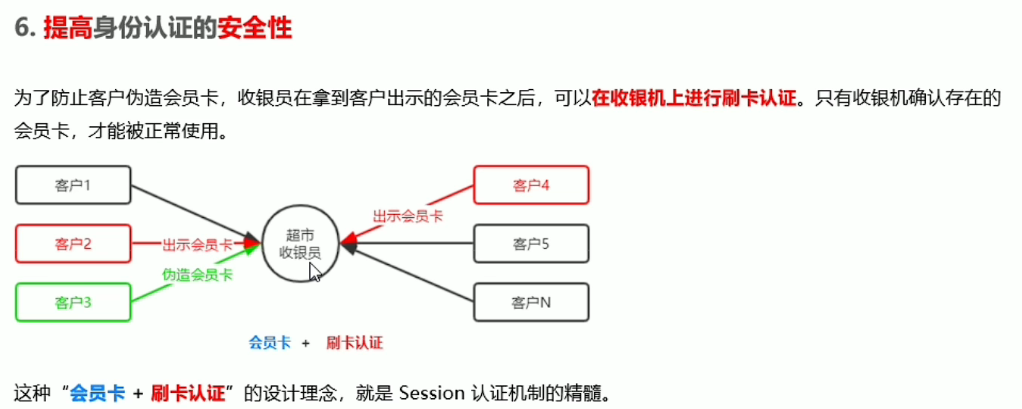 6. 提高身份认证的安全性
为了防止客户伪造会员卡，收银员在拿到客户出示的会员卡之后，可以在收银机上进行刷卡认证。只有收银机确认存在的
会员卡，才能被正常使用。
客户1
客户4
出示会员卡
客户2
出示会员卡
超市
收银员
客户5
伪造会员卡
客户3
客户N
会员卡 + 刷卡认证
这种“会员卡 + 刷卡认证”的设计理念，就是 Session 认证机制的精髓。